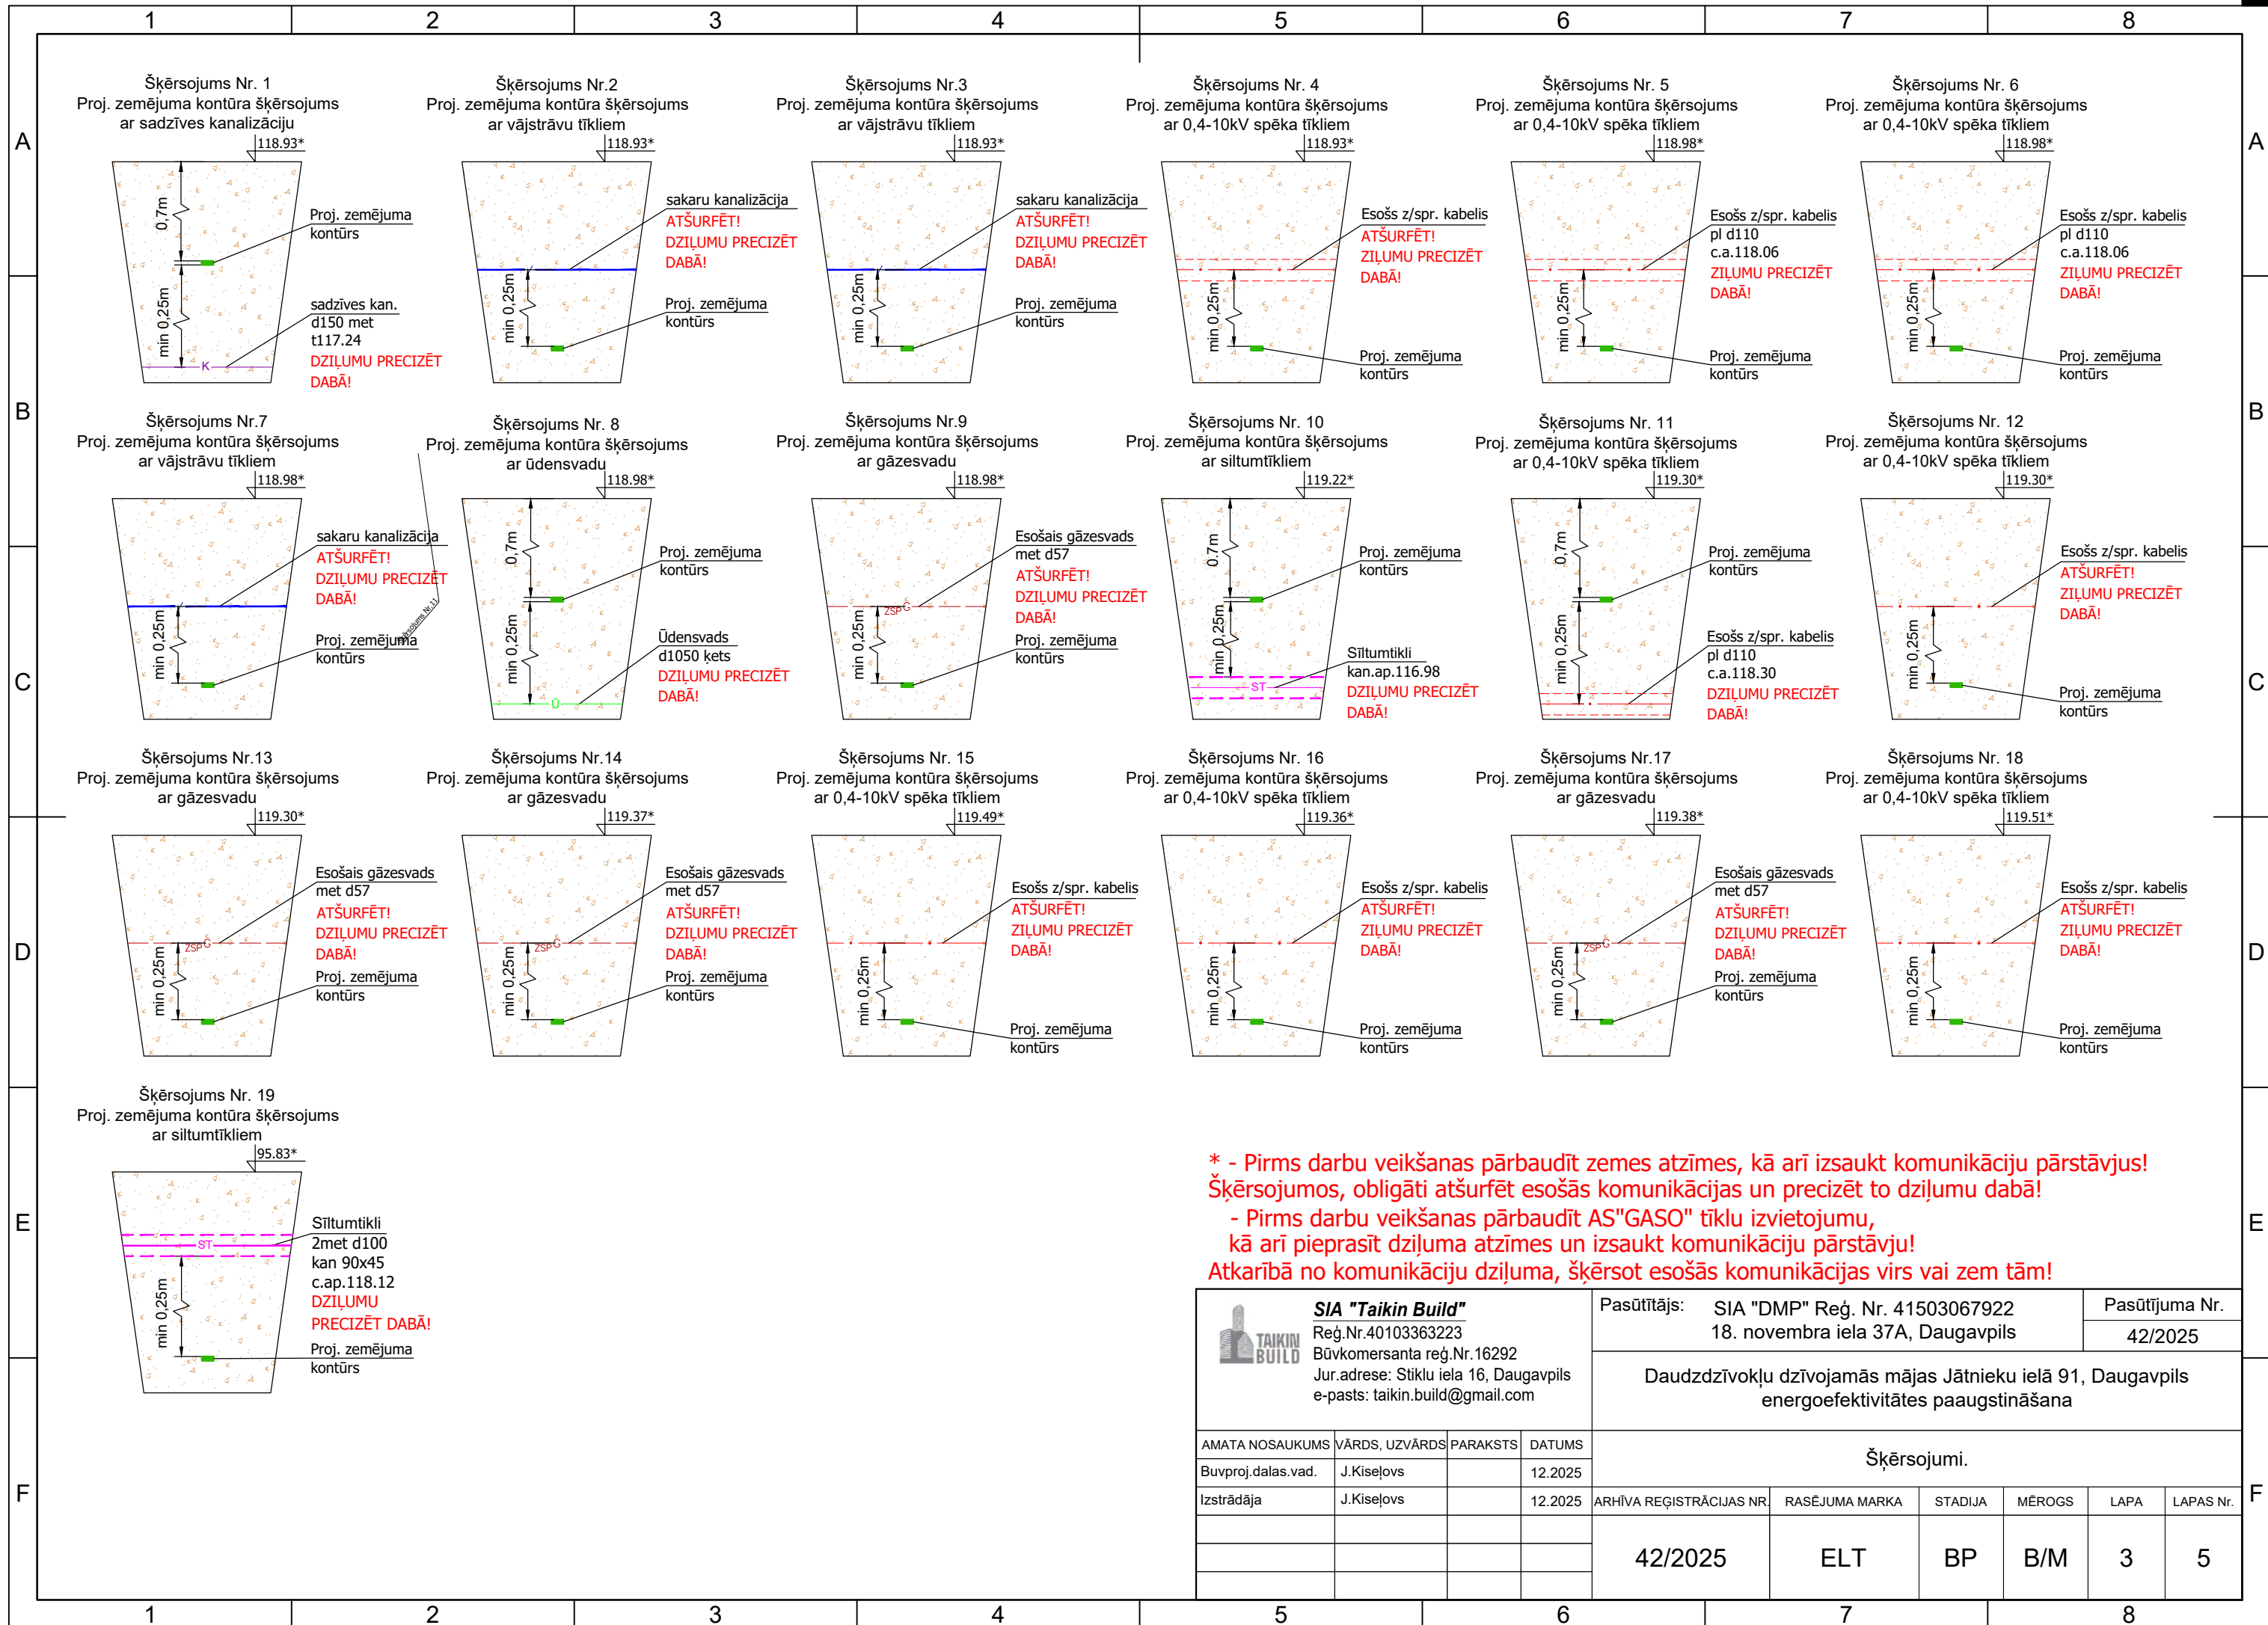 1 2 3 4 5 6 7 8
A
B
C
D
E
F
Šķērsojums Nr. 1
Proj. zemējuma kontūra šķērsojums
ar sadzīves kanalizāciju
118.93*
0,7m
min 0,25m
Proj. zemējuma
kontūrs
sadzīves kan.
d150 met
t117.24
DZIĻUMU PRECIZĒT
DABĀ!
K
Šķērsojums Nr.2
Proj. zemējuma kontūra šķērsojums
ar vājstrāvu tīkliem
118.93*
sakaru kanalizācija
ATŠURFĒT!
DZIĻUMU PRECIZĒT
DABĀ!
min 0,25m
Proj. zemējuma
kontūrs
Šķērsojums Nr.3
Proj. zemējuma kontūra šķērsojums
ar vājstrāvu tīkliem
118.93*
sakaru kanalizācija
ATŠURFĒT!
DZIĻUMU PRECIZĒT
DABĀ!
min 0,25m
Proj. zemējuma
kontūrs
Šķērsojums Nr. 4
Proj. zemējuma kontūra šķērsojums
ar 0,4-10kV spēka tīkliem
118.93*
Esošs z/spr. kabelis
ATŠURFĒT!
ZIĻUMU PRECIZĒT
DABĀ!
min 0,25m
Proj. zemējuma
kontūrs
Šķērsojums Nr. 5
Proj. zemējuma kontūra šķērsojums
ar 0,4-10kV spēka tīkliem
118.98*
Esošs z/spr. kabelis
pl d110
c.a.118.06
ZIĻUMU PRECIZĒT
DABĀ!
min 0,25m
Proj. zemējuma
kontūrs
Šķērsojums Nr. 6
Proj. zemējuma kontūra šķērsojums
ar 0,4-10kV spēka tīkliem
118.98*
Esošs z/spr. kabelis
pl d110
c.a.118.06
ZIĻUMU PRECIZĒT
DABĀ!
min 0,25m
Proj. zemējuma
kontūrs
Šķērsojums Nr.7
Proj. zemējuma kontūra šķērsojums
ar vājstrāvu tīkliem
118.98*
sakaru kanalizācija
ATŠURFĒT!
DZIĻUMU PRECIZĒT
DABĀ!
min 0,25m
Proj. zemējuma
kontūrs
Šķērsojums Nr.11
Šķērsojums Nr. 8
Proj. zemējuma kontūra šķērsojums
ar ūdensvadu
118.98*
0,7m
min 0,25m
Proj. zemējuma
kontūrs
Ūdensvads
d1050 ķets
DZIĻUMU PRECIZĒT
DABĀ!
Ū
Šķērsojums Nr.9
Proj. zemējuma kontūra šķērsojums
ar gāzesvadu
118.98*
Esošais gāzesvads
met d57
ATŠURFĒT!
DZIĻUMU PRECIZĒT
DABĀ!
ZSPG
min 0,25m
Proj. zemējuma
kontūrs
Šķērsojums Nr. 10
Proj. zemējuma kontūra šķērsojums
ar siltumtīkliem
119.22*
0.7m
min 0,25m
Proj. zemējuma
kontūrs
Sīltumtikli
kan.ap.116.98
DZIĻUMU PRECIZĒT
DABĀ!
ST
Šķērsojums Nr. 11
Proj. zemējuma kontūra šķērsojums
ar 0,4-10kV spēka tīkliem
119.30*
0,7m
min 0,25m
Proj. zemējuma
kontūrs
Esošs z/spr. kabelis
pl d110
c.a.118.30
DZIĻUMU PRECIZĒT
DABĀ!
Šķērsojums Nr. 12
Proj. zemējuma kontūra šķērsojums
ar 0,4-10kV spēka tīkliem
119.30*
Esošs z/spr. kabelis
ATŠURFĒT!
ZIĻUMU PRECIZĒT
DABĀ!
min 0,25m
Proj. zemējuma
kontūrs
Šķērsojums Nr.13
Proj. zemējuma kontūra šķērsojums
ar gāzesvadu
119.30*
Esošais gāzesvads
met d57
ATŠURFĒT!
DZIĻUMU PRECIZĒT
DABĀ!
ZSPG
min 0,25m
Proj. zemējuma
kontūrs
Šķērsojums Nr.14
Proj. zemējuma kontūra šķērsojums
ar gāzesvadu
119.37*
Esošais gāzesvads
met d57
ATŠURFĒT!
DZIĻUMU PRECIZĒT
DABĀ!
ZSPG
min 0,25m
Proj. zemējuma
kontūrs
Šķērsojums Nr. 15
Proj. zemējuma kontūra šķērsojums
ar 0,4-10kV spēka tīkliem
119.49*
Esošs z/spr. kabelis
ATŠURFĒT!
ZIĻUMU PRECIZĒT
DABĀ!
min 0,25m
Proj. zemējuma
kontūrs
Šķērsojums Nr. 16
Proj. zemējuma kontūra šķērsojums
ar 0,4-10kV spēka tīkliem
119.36*
Esošs z/spr. kabelis
ATŠURFĒT!
ZIĻUMU PRECIZĒT
DABĀ!
min 0,25m
Proj. zemējuma
kontūrs
Šķērsojums Nr.17
Proj. zemējuma kontūra šķērsojums
ar gāzesvadu
119.38*
Esošais gāzesvads
met d57
ATŠURFĒT!
DZIĻUMU PRECIZĒT
DABĀ!
ZSPG
min 0,25m
Proj. zemējuma
kontūrs
Šķērsojums Nr. 18
Proj. zemējuma kontūra šķērsojums
ar 0,4-10kV spēka tīkliem
119.51*
Esošs z/spr. kabelis
ATŠURFĒT!
ZIĻUMU PRECIZĒT
DABĀ!
min 0,25m
Proj. zemējuma
kontūrs
Šķērsojums Nr. 19
Proj. zemējuma kontūra šķērsojums
ar siltumtīkliem
95.83*
ST
Sīltumtikli
2met d100
kan 90x45
c.ap.118.12
DZIĻUMU
PRECIZĒT DABĀ!
min 0,25m
Proj. zemējuma
kontūrs
* - Pirms darbu veikšanas pārbaudīt zemes atzīmes, kā arī izsaukt komunikāciju pārstāvjus!
Šķērsojumos, obligāti atšurfēt esošās komunikācijas un precizēt to dziļumu dabā!
- Pirms darbu veikšanas pārbaudīt AS"GASO" tīklu izvietojumu,
kā arī pieprasīt dziļuma atzīmes un izsaukt komunikāciju pārstāvju!
Atkarībā no komunikāciju dziļuma, šķērsot esošās komunikācijas virs vai zem tām!
TAIKIN
BUILD
SIA "Taikin Build"
Reģ.Nr.40103363223
Būvkomersanta reģ.Nr.16292
Jur.adrese: Stiklu iela 16, Daugavpils
e-pasts: taikin.build@gmail.com
Pasūtītājs: SIA "DMP" Reģ. Nr. 41503067922
18. novembra iela 37A, Daugavpils
Pasūtījuma Nr.
42/2025
Daudzdzīvokļu dzīvojamās mājas Jātnieku ielā 91, Daugavpils
energoefektivitātes paaugstināšana
AMATA NOSAUKUMS VĀRDS, UZVĀRDS PARAKSTS DATUMS
Buvproj.dalas.vad. J.Kiseļovs 12.2025
Izstrādāja J.Kiseļovs 12.2025
Šķērsojumi.
ARHĪVA REĢISTRĀCIJAS NR. RASĒJUMA MARKA STADIJA MĒROGS LAPA LAPAS Nr.
42/2025 ELT BP B/M 3 5
A
B
C
D
E
F
1 2 3 4 5 6 7 8